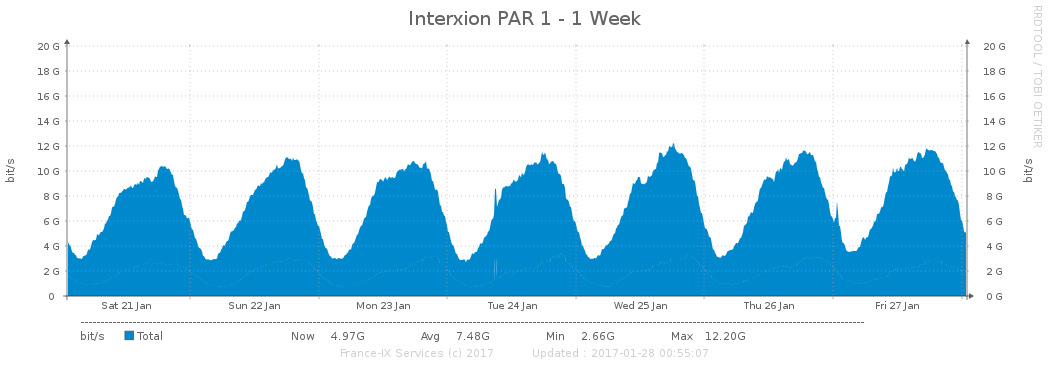 Interxion PAR 1 - 1 Week
RRDTOOL / TOBI OETIKER
20 G 20 G
18 G 18 G
16 G 16 G
14 G 14 G
12 G 12 G
10 G 10 G
8 G 8 G
6 G 6 G
4 G 4 G
2 G 2 G
0 0 G
bit/s
bit/s
Sat 21 Jan Sun 22 Jan Mon 23 Jan Tue 24 Jan Wed 25 Jan Thu 26 Jan Fri 27 Jan
bit/s Total Now 4.97G Avg 7.48G Min 2.66G Max 12.20G
France-IX Services (c) 2017 Updated : 2017-01-28 00:55:07